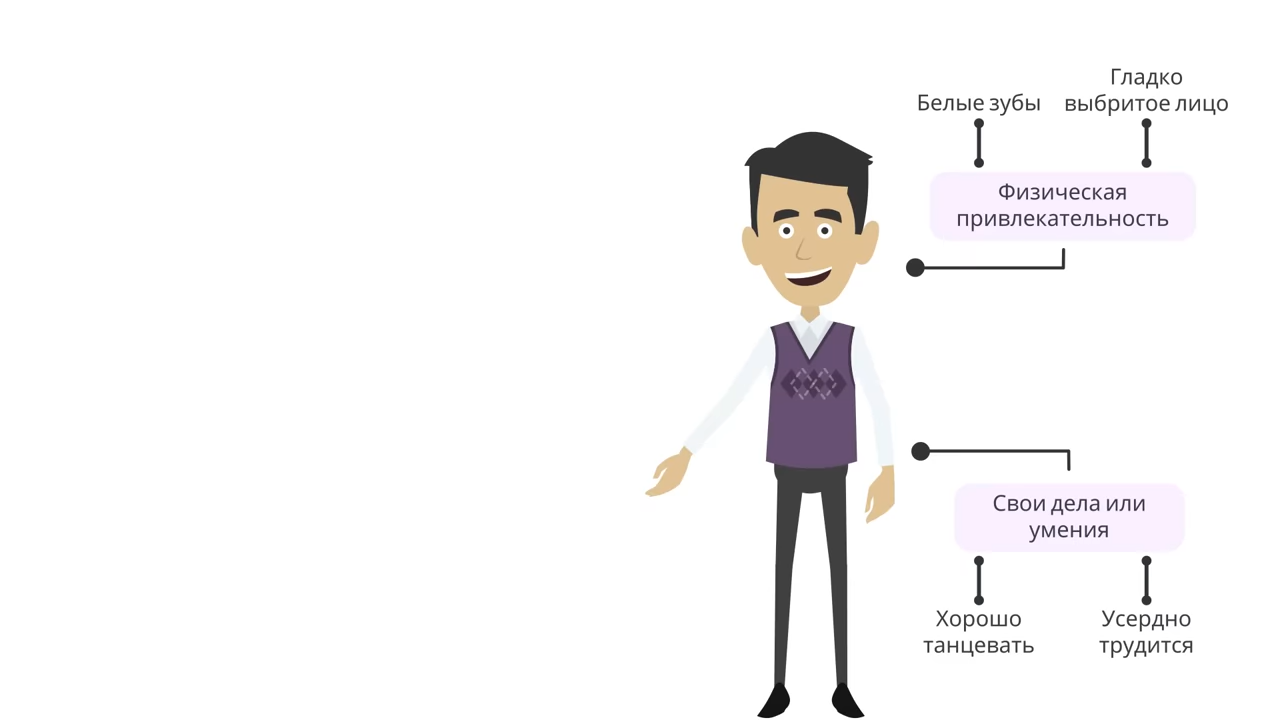 Белые зубы
Гладко
выбритое лицо
Физическая
привлекательность
Свои дела или
умения
Хорошо
танцевать
Усердно
трудится